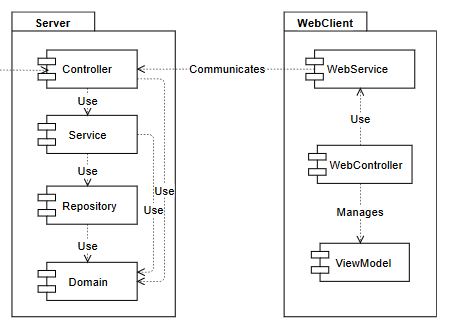 Server
WebClient
Controller
Communicates
WebService
Use
Service
Use
Use
WebController
Use
Use
Repository
Manages
Use
Domain
ViewModel